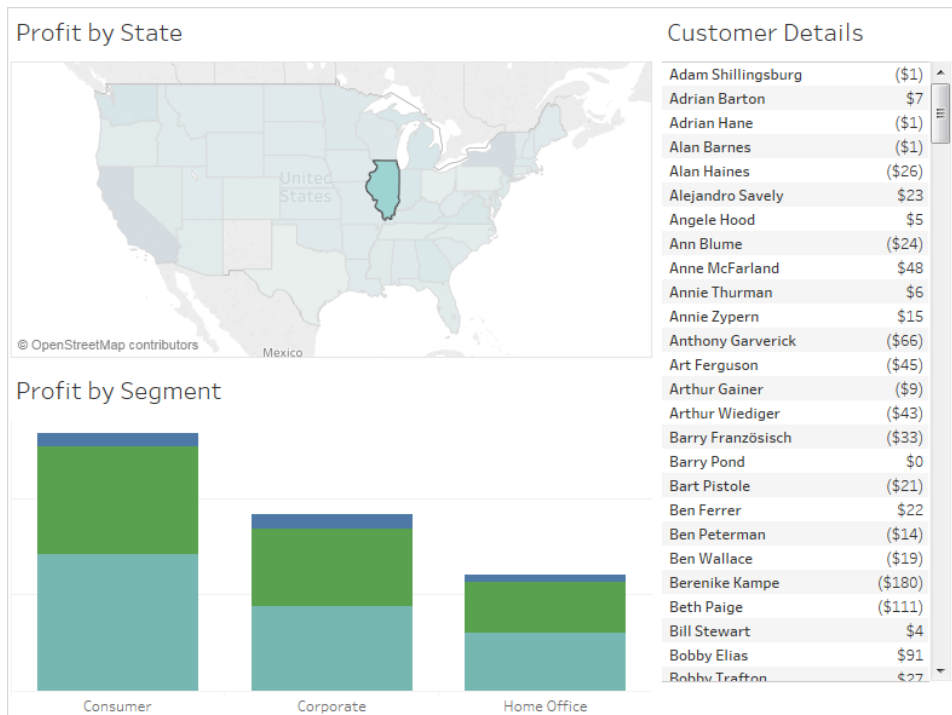 Profit by State
United
States
© OpenStreetMap contributors
Mexico
Profit by Segment
Consumer
Corporate
Home Office
Customer Details
Adam Shillingsburg ($1)
Adrian Barton $7
Adrian Hane ($1)
Alan Barnes ($1)
Alan Haines ($26)
Alejandro Savely $23
Angele Hood $5
Ann Blume ($24)
Anne McFarland $48
Annie Thurman $6
Annie Zypern $15
Anthony Garverick ($66)
Art Ferguson ($45)
Arthur Gainer ($9)
Arthur Wiediger ($43)
Barry Französisch ($33)
Barry Pond $0
Bart Pistole ($21)
Ben Ferrer $22
Ben Peterman ($14)
Ben Wallace ($19)
Berenike Kampe ($180)
Beth Paige ($111)
Bill Stewart $4
Bobby Elias $91
Bobby Trafton $27